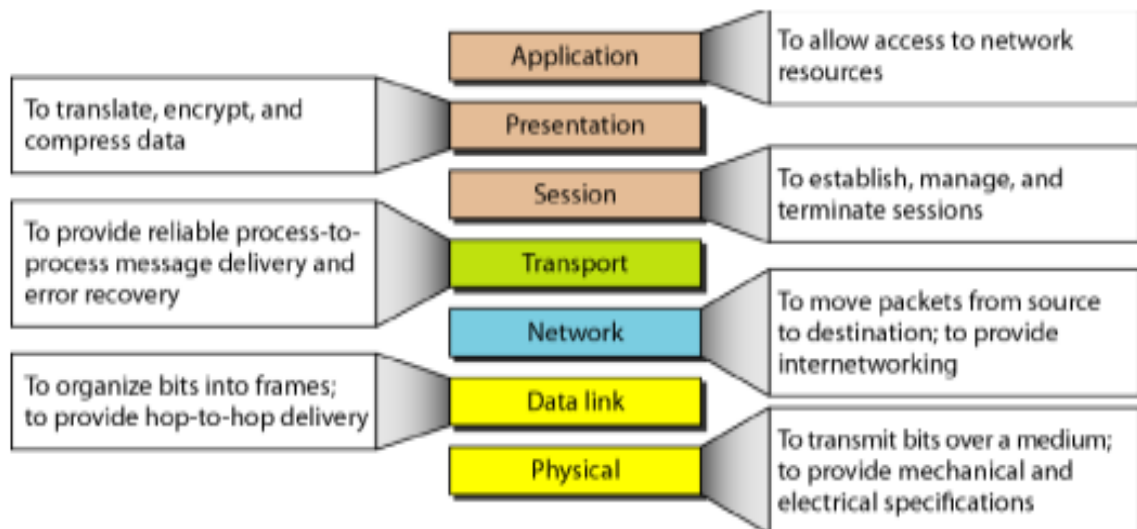 Application
To allow access to network
resources
To translate, encrypt, and
compress data
Presentation
Session
To establish, manage, and
terminate sessions
To provide reliable process-to-
process message delivery and
error recovery
Transport
Network
To move packets from source
to destination; to provide
internetworking
To organize bits into frames;
to provide hop-to-hop delivery
Data link
Physical
To transmit bits over a medium;
to provide mechanical and
electrical specifications